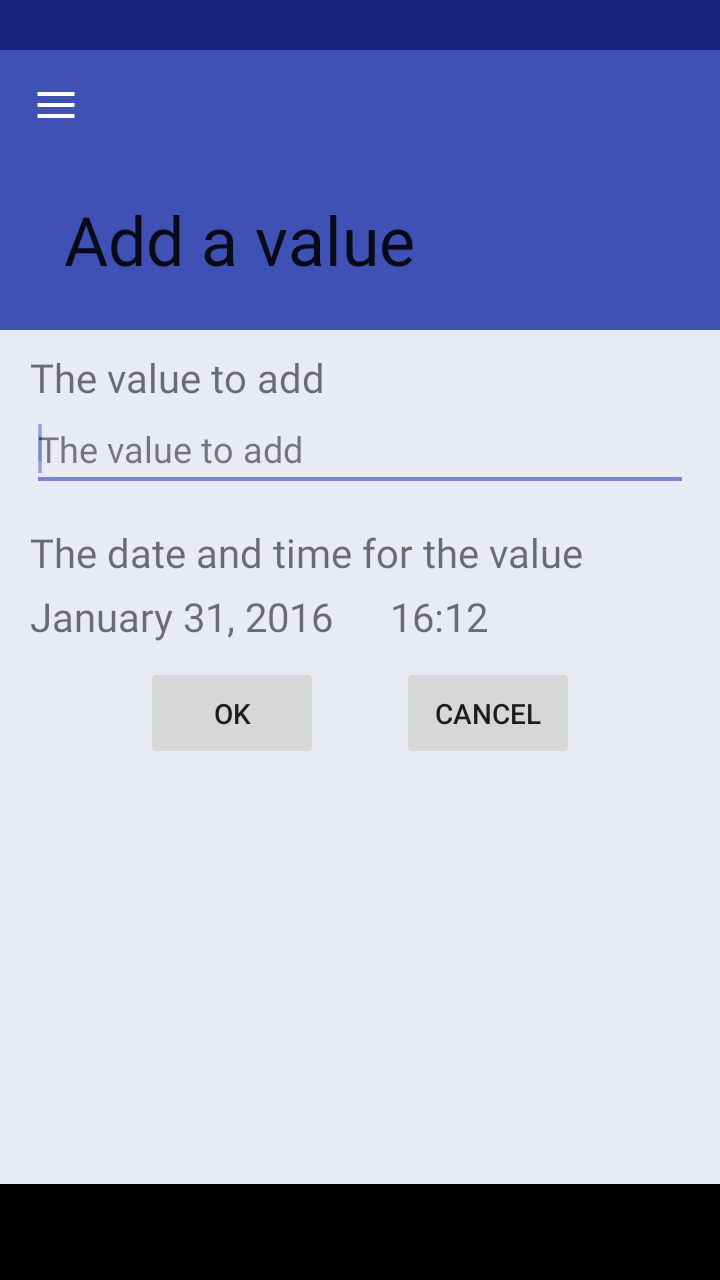 Add a value
The value to add
The value to add
The date and time for the value
January 31, 2016 16:12
OK CANCEL